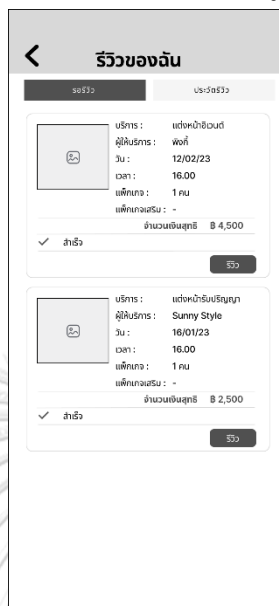 รีวิวของฉัน
รอรีวิว ประวัติรีวิว
บริการ : แต่งหน้าอิเวนต์
ผู้ให้บริการ : พิงกี้
วัน : 12/02/23
เวลา : 16.00
แพ็กเกจ : 1 คน
แพ็กเกจเสริม : -
จำนวนเงินสุทธิ ฿ 4,500
สำเร็จ
รีวิว
บริการ : แต่งหน้ารับปริญญา
ผู้ให้บริการ : Sunny Style
วัน : 16/01/23
เวลา : 16.00
แพ็กเกจ : 1 คน
แพ็กเกจเสริม : -
จำนวนเงินสุทธิ ฿ 2,500
สำเร็จ
รีวิว